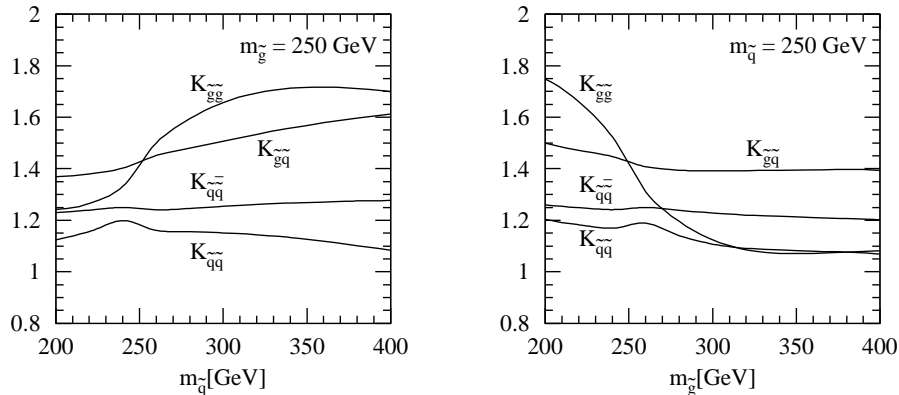 2
1.8
1.6
1.4
1.2
1
0.8
200
250
300
350
400
m_q̃[GeV]
m_g̃ = 250 GeV
K_g̃g̃
K_g̃q̃
K_q̃q̃̄
K_q̃q̃
2
1.8
1.6
1.4
1.2
1
0.8
200
250
300
350
400
m_g̃[GeV]
m_q̃ = 250 GeV
K_g̃g̃
K_g̃q̃
K_q̃q̃̄
K_q̃q̃